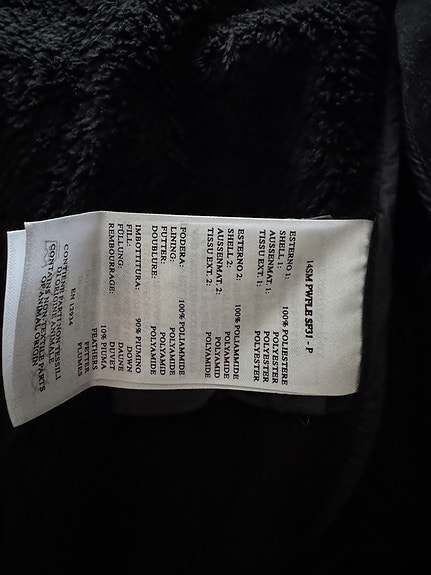 14SM PWFLE SF31 - P
ESTERNO 1: 100% POLIESTERE
SHELL 1: POLYESTER
AUSSENMAT. 1: POLYESTER
TISSU EXT. 1: POLYESTER
ESTERNO 2: 100% POLIAMMIDE
SHELL 2: POLYAMIDE
AUSSENMAT. 2: POLYAMID
TISSU EXT. 2: POLYAMIDE
FODERA: 100% POLIAMMIDE
LINING: POLYAMIDE
FUTTER: POLYAMID
DOUBLURE: POLYAMIDE
IMBOTTITURA: 90% PIUMINO
FILL: DOWN
FÜLLUNG: DAUNE
REMBOURRAGE: DUVET
10% PIUMA
FEATHERS
FEETER
PLUMES
EN 12934
CONTIENE PARTI NON TESSILI
DI ORIGINE ANIMALE
CONTAINS NON-TEXTILE PARTS
OF ANIMAL ORIGIN